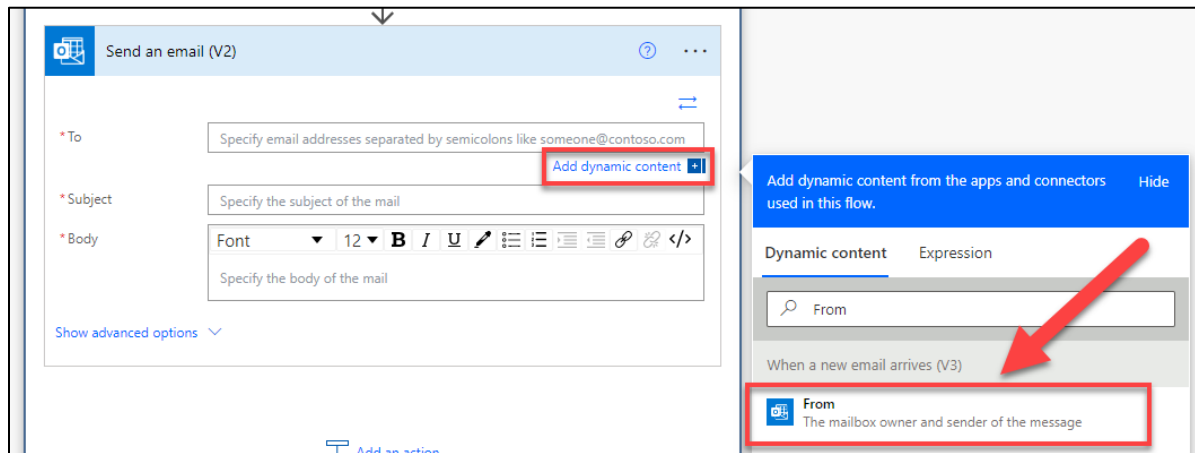 Send an email (V2)
* To
Specify email addresses separated by semicolons like someone@contoso.com
Add dynamic content
* Subject
Specify the subject of the mail
* Body
Font 12 B I U </>
Specify the body of the mail
Show advanced options
Add an action
Add dynamic content from the apps and connectors
used in this flow.
Hide
Dynamic content Expression
From
When a new email arrives (V3)
From
The mailbox owner and sender of the message